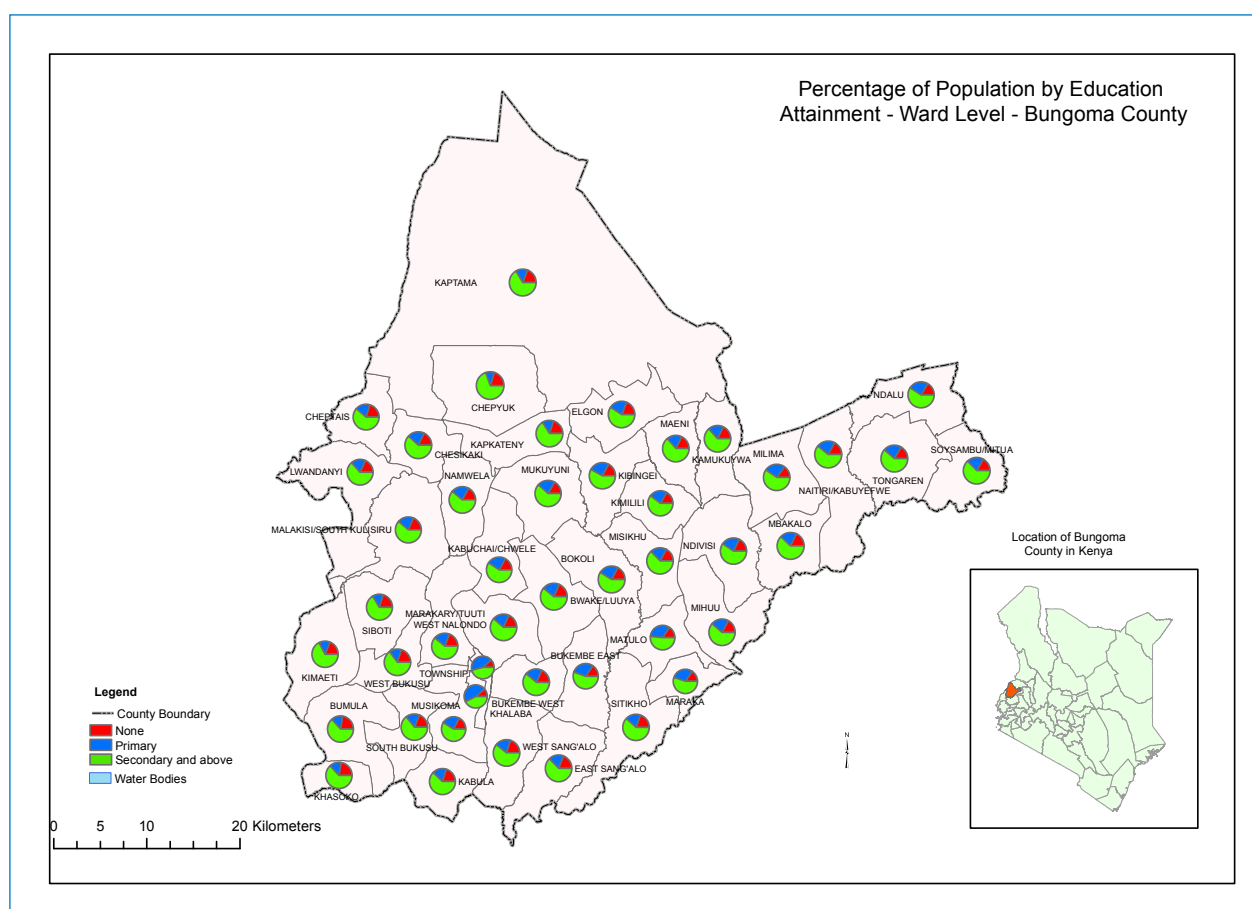 Percentage of Population by Education
Attainment - Ward Level - Bungoma County
KAPTAMA
CHEPYUK
NDALU
CHEPTAIS
ELGON
MAENI
KAPKATENY
CHESIKAKI
KAMUKUYWA
MILIMA
SOYSAMBU/MITUA
LWANDANYI
NAMWELA
MUKUYUNI
KIBINGEI
TONGAREN
NAITIRI/KABUYEFWE
KIMILILI
MALAKISI/SOUTH KULISIRU
MBAKALO
MISIKHU
NDIVISI
KABUCHAI/CHWELE
BOKOLI
BWAKE/LUUYA
MIHUU
MARAKARY/TUUTI
WEST NALONDO
SIBOTI
MATULO
BUKEMBE EAST
KIMAETI
WEST BUKUSU
TOWNSHIP
BUKEMBE WEST
SITIKHO
MARAKA
BUMULA
MUSIKOMA
KHALABA
SOUTH BUKUSU
WEST SANG'ALO
EAST SANG'ALO
KABULA
KHASOKO
Legend
County Boundary
None
Primary
Secondary and above
Water Bodies
0 5 10 20 Kilometers
N
Location of Bungoma
County in Kenya